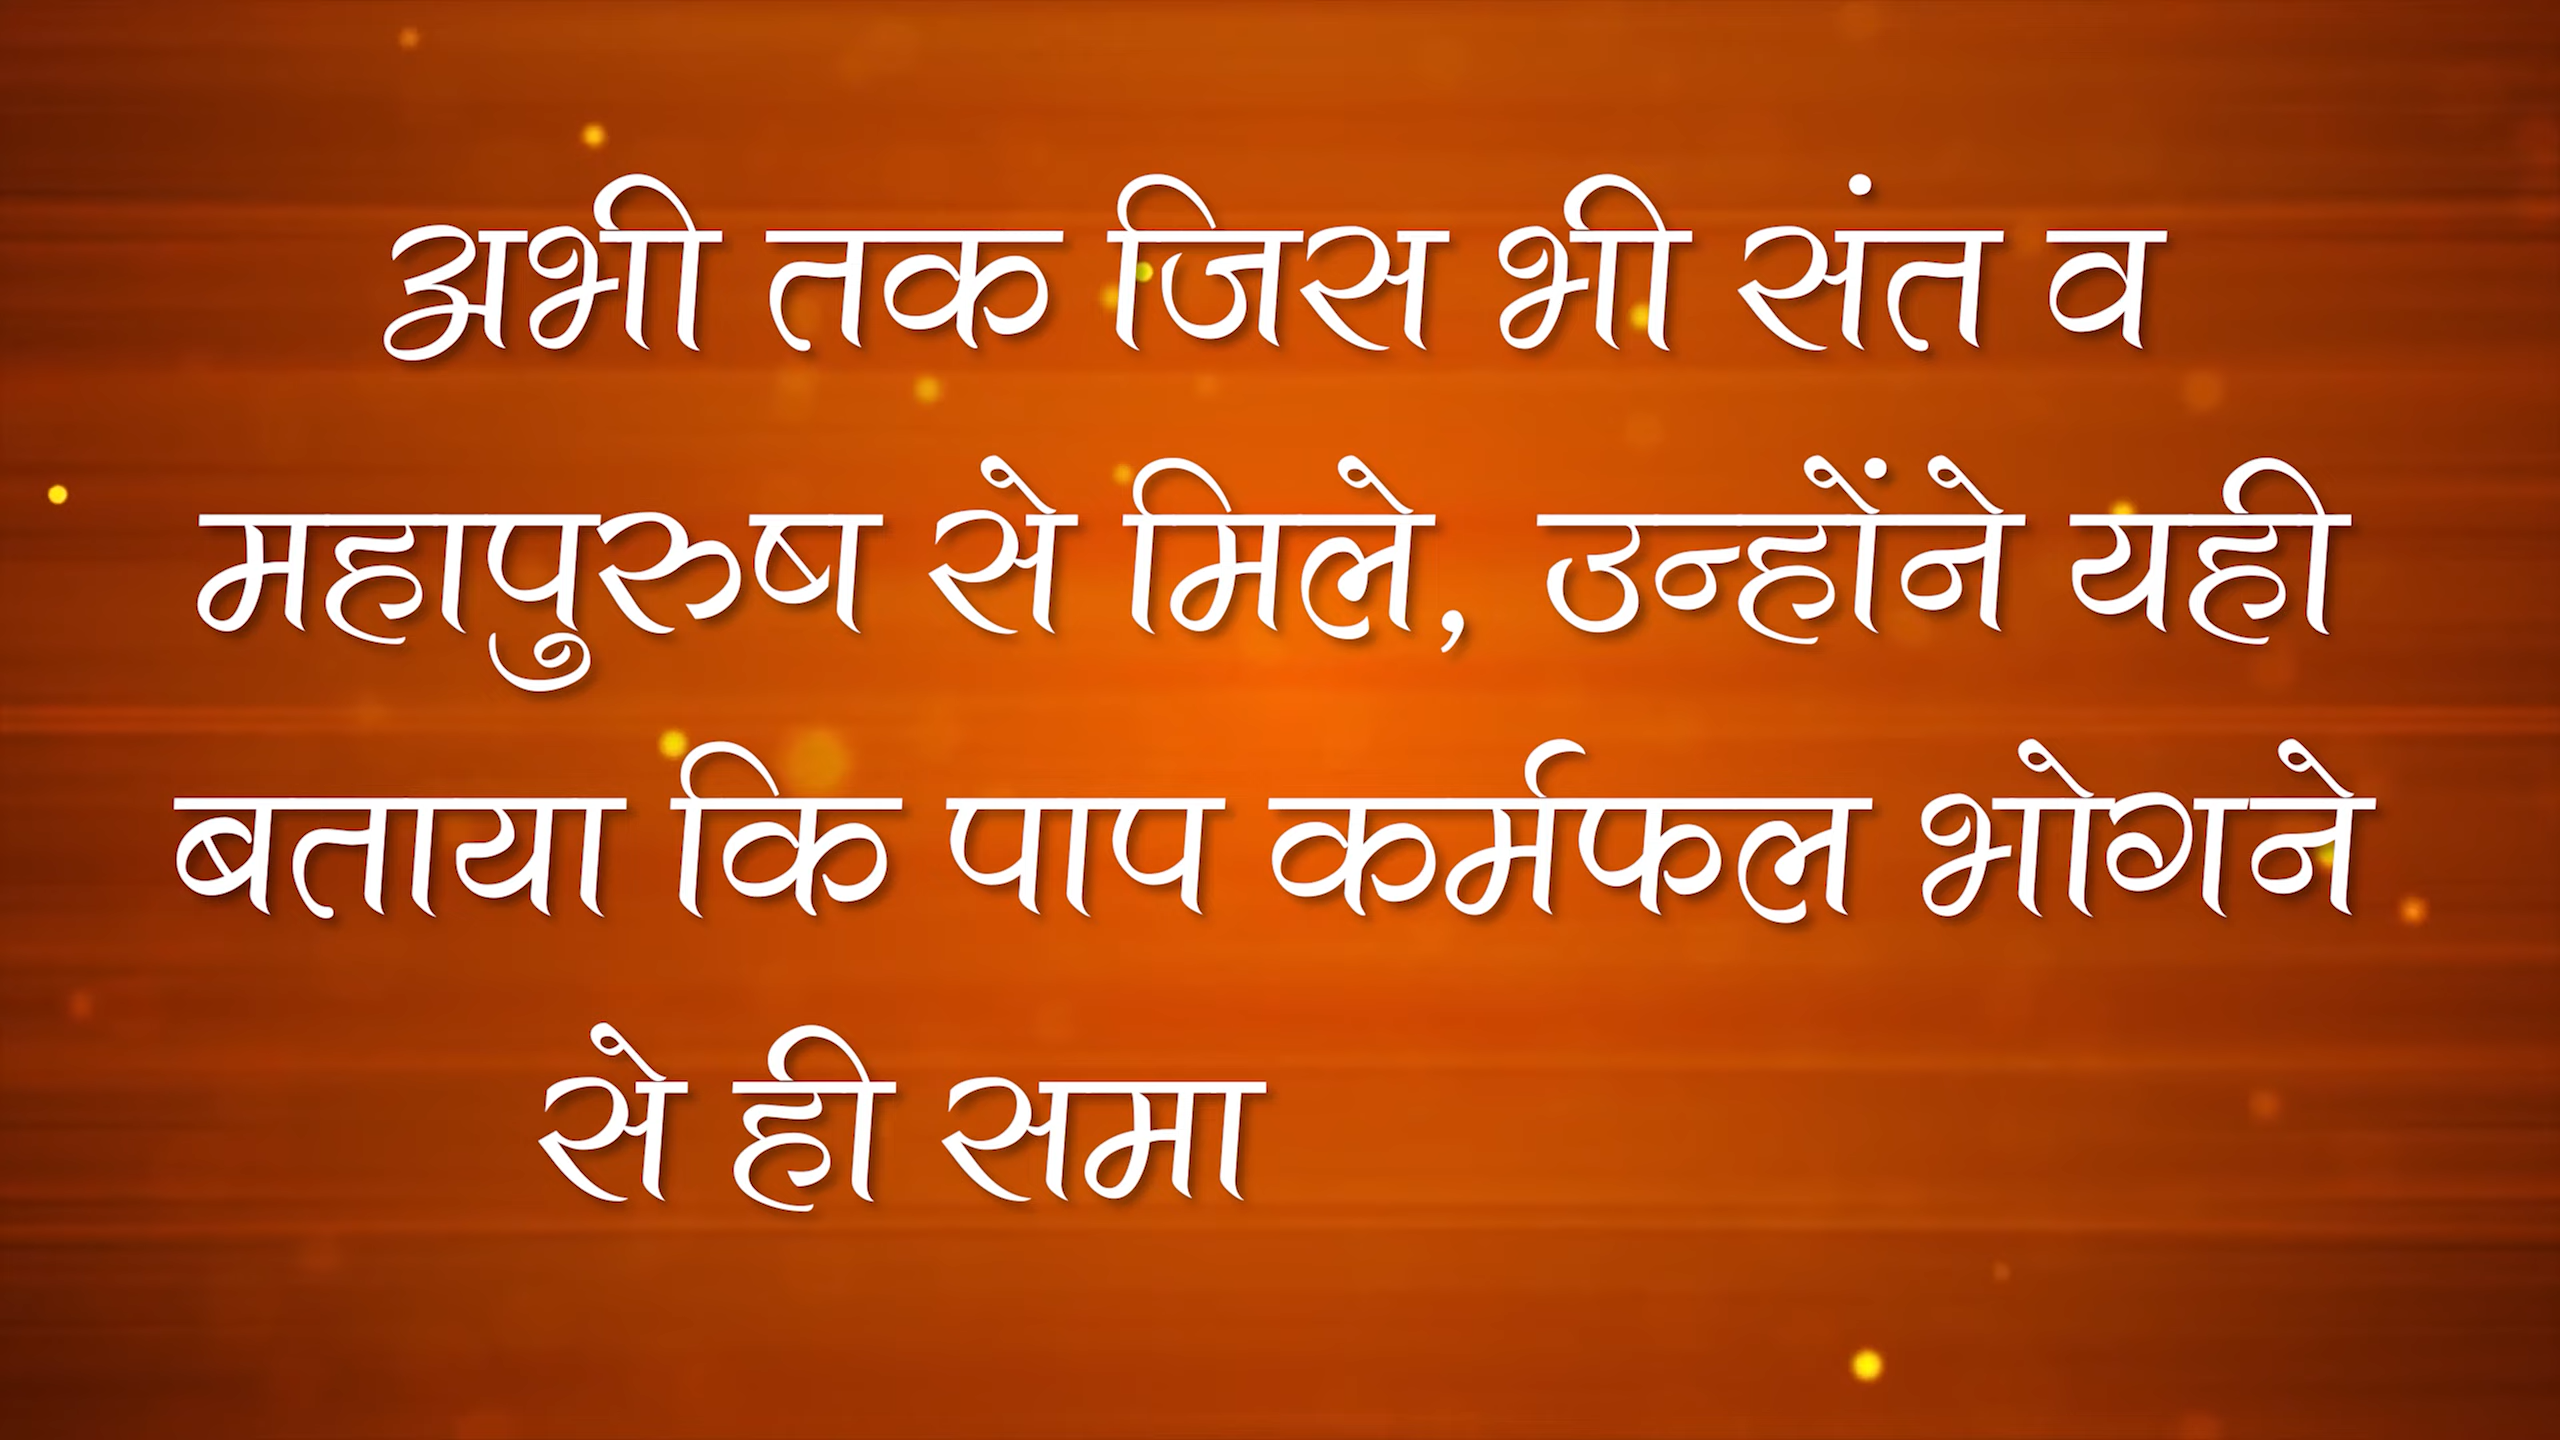 अभी तक जिस भी संत व
महापुरुष से मिले, उन्होंने यही
बताया कि पाप कर्मफल भोगने
से ही समा